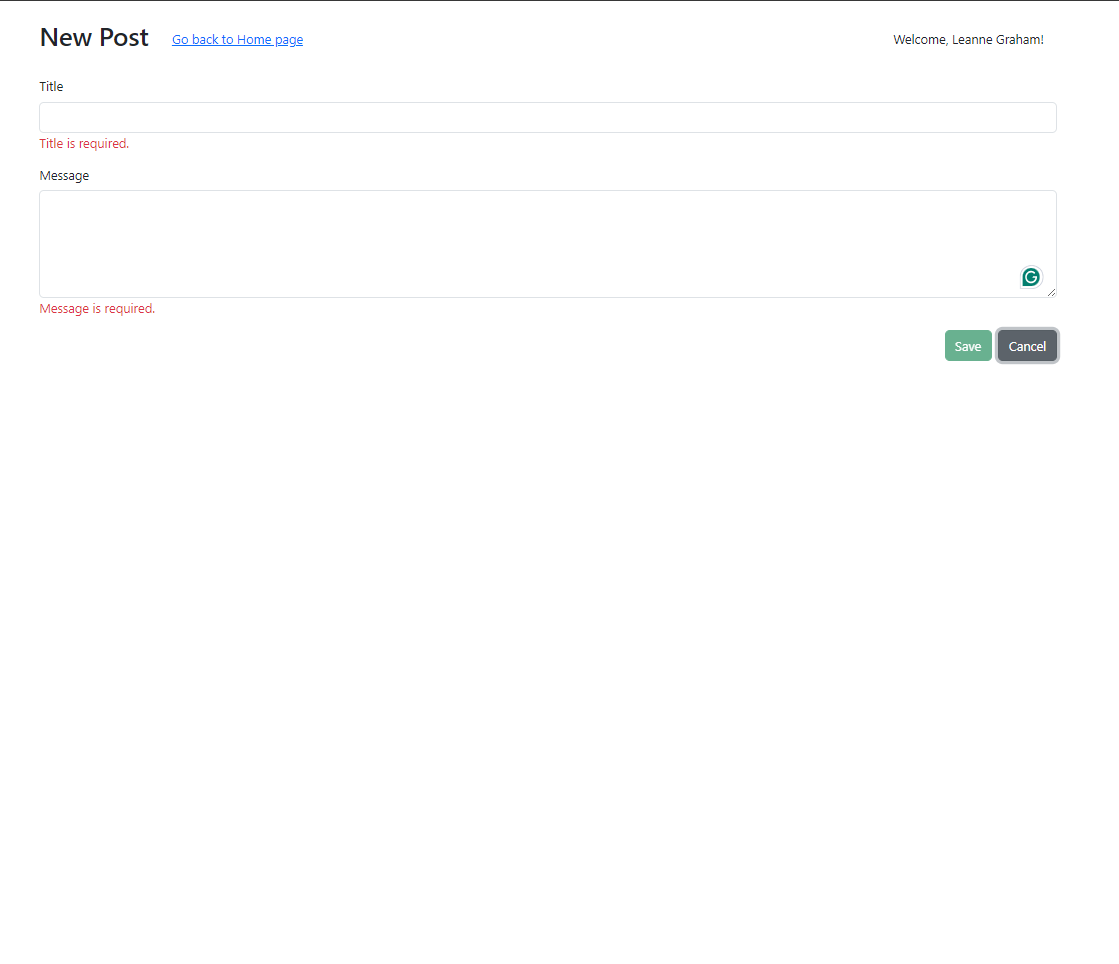 New Post Go back to Home page Welcome, Leanne Graham!
Title
Title is required.
Message
G
Message is required.
Save Cancel